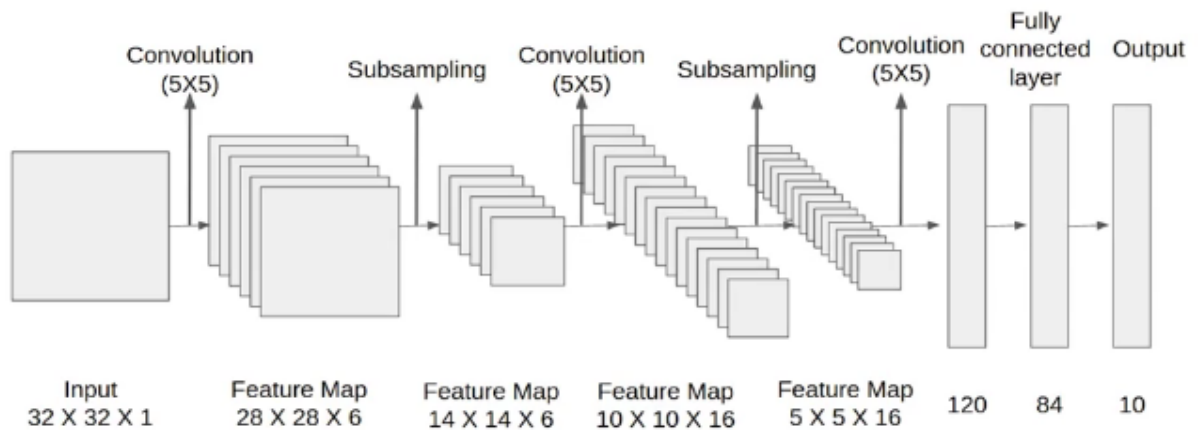 Convolution
(5X5)
Subsampling
Convolution
(5X5)
Subsampling
Convolution
(5X5)
Fully
connected
layer
Output
Input
32 X 32 X 1
Feature Map
28 X 28 X 6
Feature Map
14 X 14 X 6
Feature Map
10 X 10 X 16
Feature Map
5 X 5 X 16
120
84
10